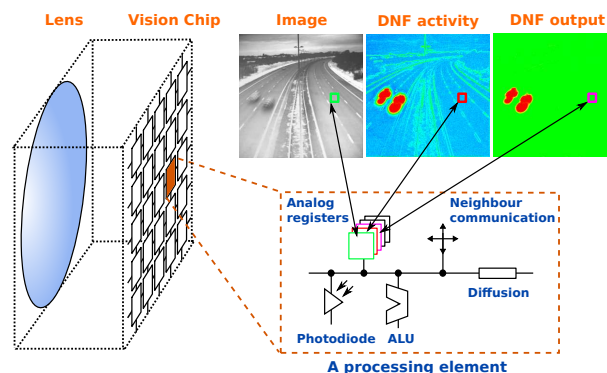 Lens
Vision Chip
Image
DNF activity
DNF output
Analog
registers
Neighbour
communication
Diffusion
Photodiode
ALU
A processing element